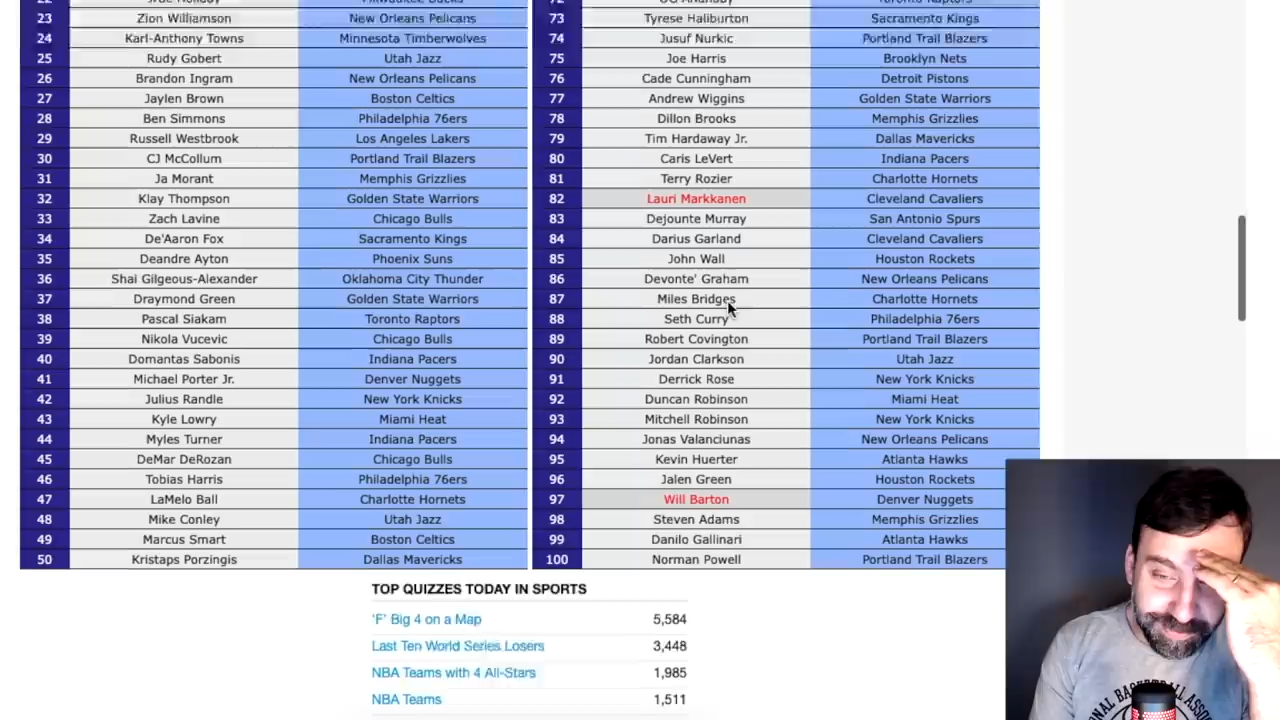 23 Zion Williamson New Orleans Pelicans
24 Karl-Anthony Towns Minnesota Timberwolves
25 Rudy Gobert Utah Jazz
26 Brandon Ingram New Orleans Pelicans
27 Jaylen Brown Boston Celtics
28 Ben Simmons Philadelphia 76ers
29 Russell Westbrook Los Angeles Lakers
30 CJ McCollum Portland Trail Blazers
31 Ja Morant Memphis Grizzlies
32 Klay Thompson Golden State Warriors
33 Zach Lavine Chicago Bulls
34 De'Aaron Fox Sacramento Kings
35 Deandre Ayton Phoenix Suns
36 Shai Gilgeous-Alexander Oklahoma City Thunder
37 Draymond Green Golden State Warriors
38 Pascal Siakam Toronto Raptors
39 Nikola Vucevic Chicago Bulls
40 Domantas Sabonis Indiana Pacers
41 Michael Porter Jr. Denver Nuggets
42 Julius Randle New York Knicks
43 Kyle Lowry Miami Heat
44 Myles Turner Indiana Pacers
45 DeMar DeRozan Chicago Bulls
46 Tobias Harris Philadelphia 76ers
47 LaMelo Ball Charlotte Hornets
48 Mike Conley Utah Jazz
49 Marcus Smart Boston Celtics
50 Kristaps Porzingis Dallas Mavericks
73 Tyrese Haliburton Sacramento Kings
74 Jusuf Nurkic Portland Trail Blazers
75 Joe Harris Brooklyn Nets
76 Cade Cunningham Detroit Pistons
77 Andrew Wiggins Golden State Warriors
78 Dillon Brooks Memphis Grizzlies
79 Tim Hardaway Jr. Dallas Mavericks
80 Caris LeVert Indiana Pacers
81 Terry Rozier Charlotte Hornets
82 Lauri Markkanen Cleveland Cavaliers
83 Dejounte Murray San Antonio Spurs
84 Darius Garland Cleveland Cavaliers
85 John Wall Houston Rockets
86 Devonte' Graham New Orleans Pelicans
87 Miles Bridges Charlotte Hornets
88 Seth Curry Philadelphia 76ers
89 Robert Covington Portland Trail Blazers
90 Jordan Clarkson Utah Jazz
91 Derrick Rose New York Knicks
92 Duncan Robinson Miami Heat
93 Mitchell Robinson New York Knicks
94 Jonas Valanciunas New Orleans Pelicans
95 Kevin Huerter Atlanta Hawks
96 Jalen Green Houston Rockets
97 Will Barton Denver Nuggets
98 Steven Adams Memphis Grizzlies
99 Danilo Gallinari Atlanta Hawks
100 Norman Powell Portland Trail Blazers
TOP QUIZZES TODAY IN SPORTS
'F' Big 4 on a Map 5,584
Last Ten World Series Losers 3,448
NBA Teams with 4 All-Stars 1,985
NBA Teams 1,511